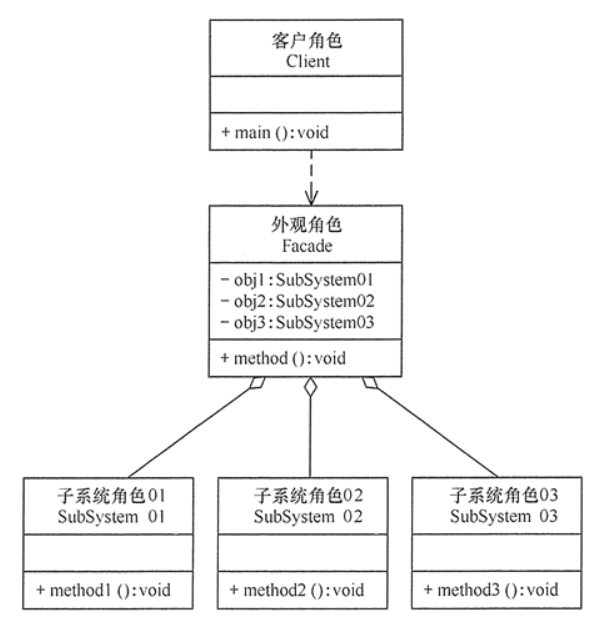 客户角色
Client
+ main ():void
外观角色
Facade
- obj1:SubSystem01
- obj2:SubSystem02
- obj3:SubSystem03
+ method ():void
子系统角色01
SubSystem 01
+ method1 ():void
子系统角色02
SubSystem 02
+ method2 ():void
子系统角色03
SubSystem 03
+ method3 ():void